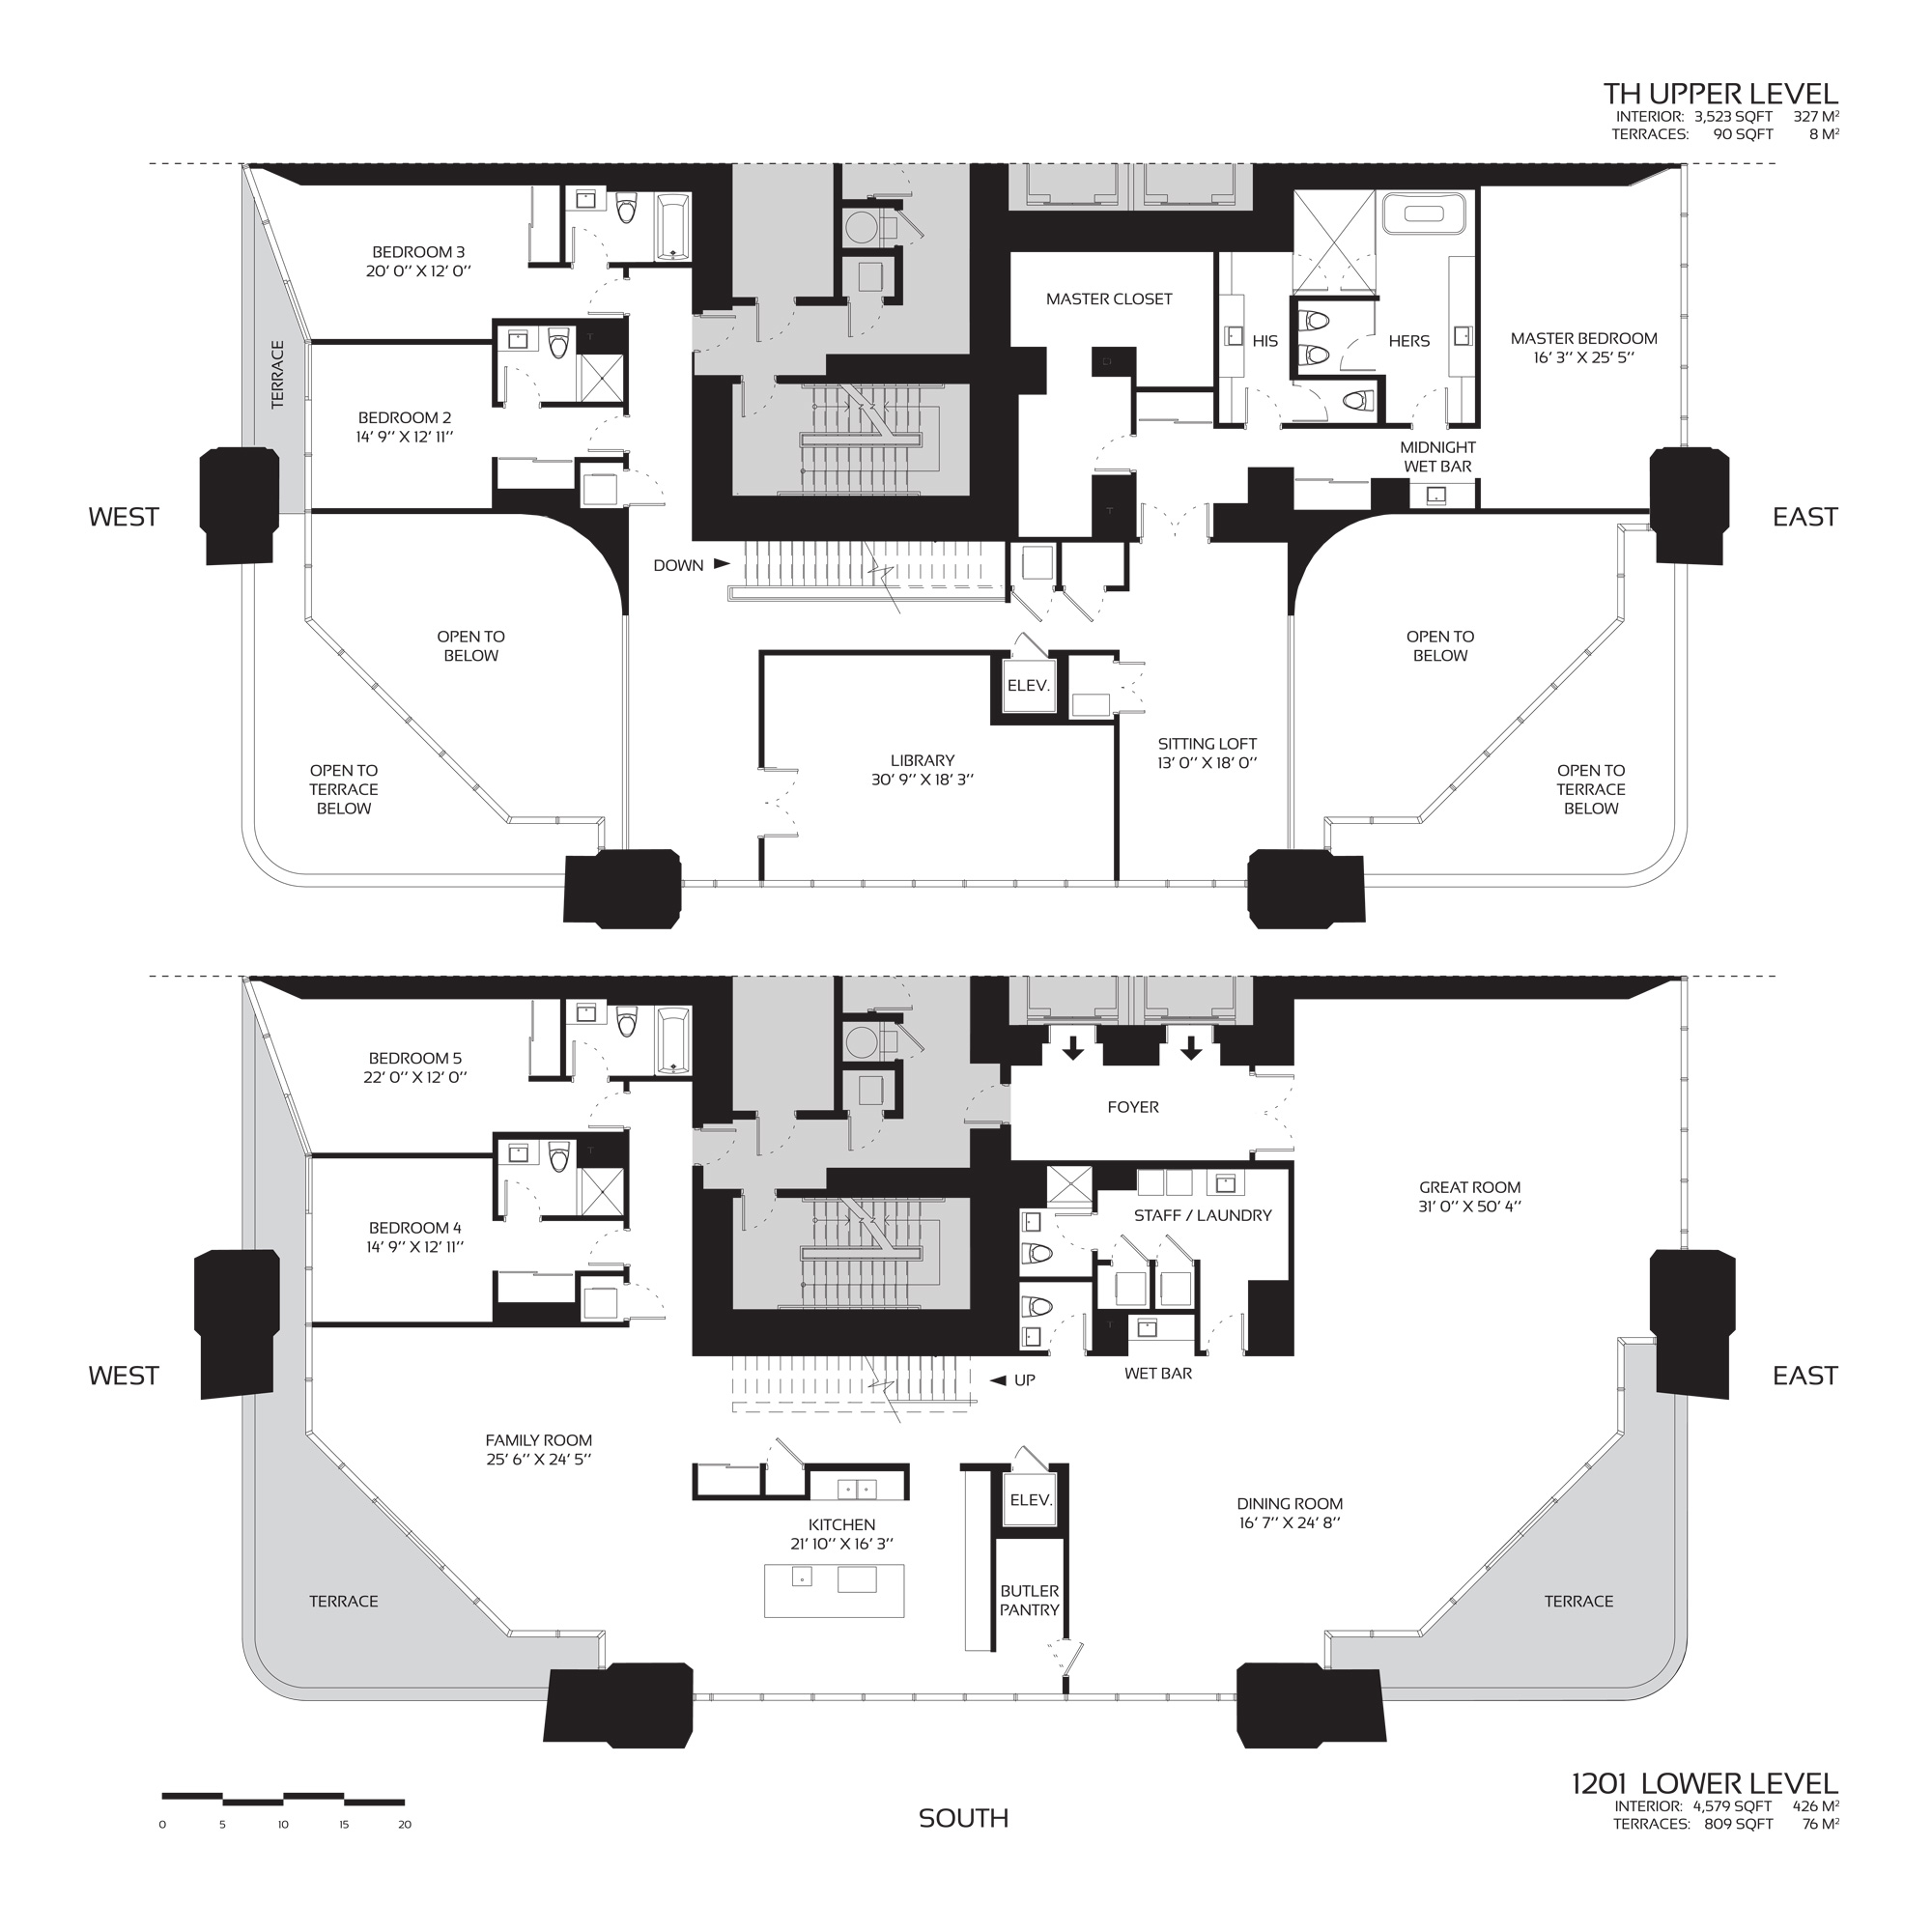 TH UPPER LEVEL
INTERIOR: 3,523 SQFT 327 M²
TERRACES: 90 SQFT 8 M²
BEDROOM 3
20' 0'' X 12' 0''
MASTER CLOSET
HIS
HERS
MASTER BEDROOM
16' 3'' X 25' 5''
TERRACE
BEDROOM 2
14' 9'' X 12' 11''
MIDNIGHT
WET BAR
WEST
EAST
DOWN
OPEN TO
BELOW
OPEN TO
BELOW
ELEV.
LIBRARY
30' 9'' X 18' 3''
SITTING LOFT
13' 0'' X 18' 0''
OPEN TO
TERRACE
BELOW
OPEN TO
TERRACE
BELOW
BEDROOM 5
22' 0'' X 12' 0''
FOYER
GREAT ROOM
31' 0'' X 50' 4''
STAFF / LAUNDRY
BEDROOM 4
14' 9'' X 12' 11''
WEST
EAST
UP
WET BAR
FAMILY ROOM
25' 6'' X 24' 5''
ELEV.
DINING ROOM
16' 7'' X 24' 8''
KITCHEN
21' 10'' X 16' 3''
BUTLER
PANTRY
TERRACE
TERRACE
1201 LOWER LEVEL
INTERIOR: 4,579 SQFT 426 M²
TERRACES: 809 SQFT 76 M²
0 5 10 15 20
SOUTH